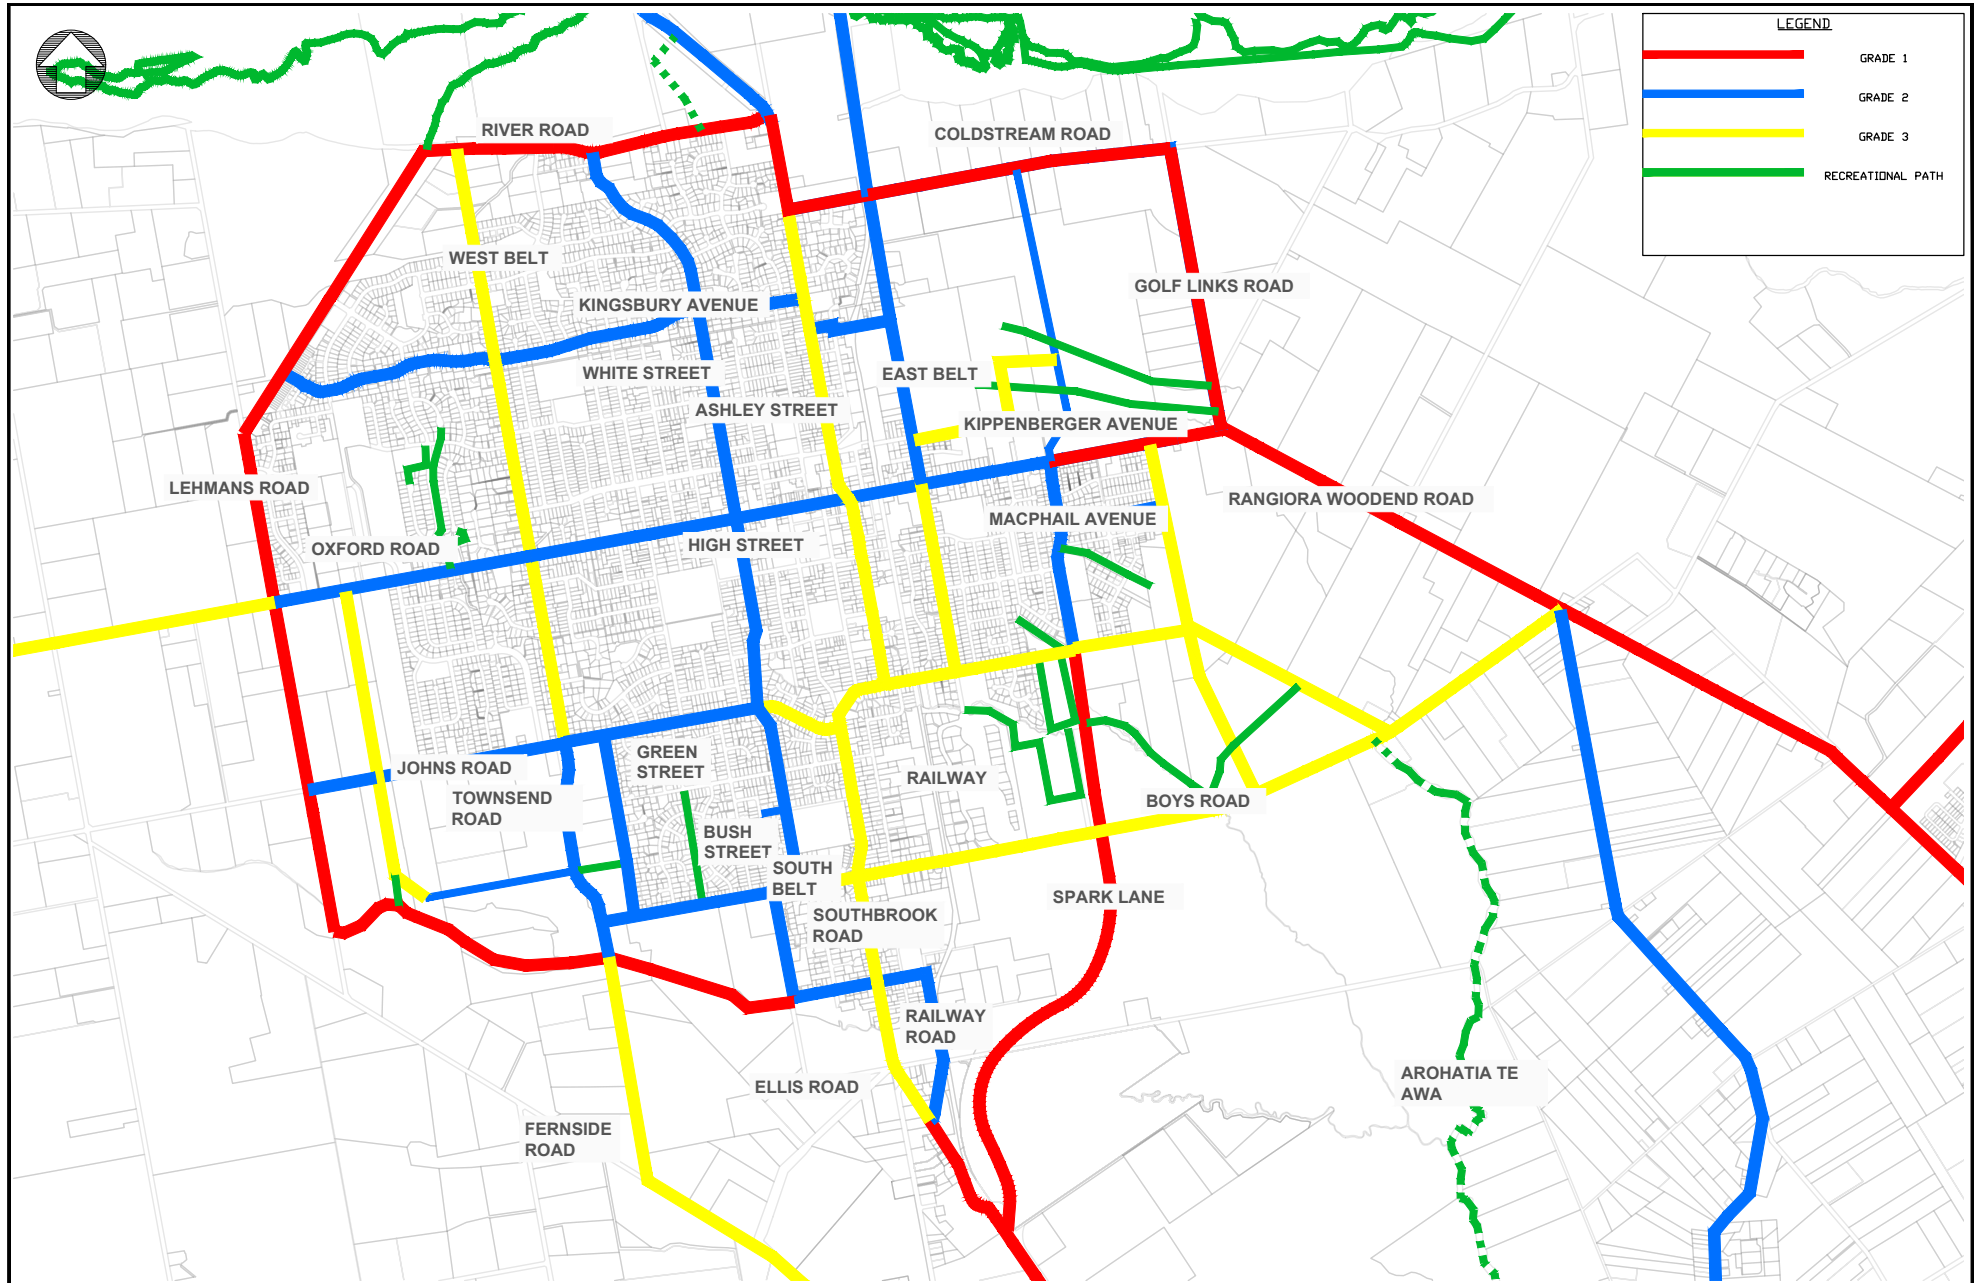 LEGEND
GRADE 1
GRADE 2
GRADE 3
RECREATIONAL PATH
RIVER ROAD
COLDSTREAM ROAD
WEST BELT
GOLF LINKS ROAD
KINGSBURY AVENUE
WHITE STREET
EAST BELT
ASHLEY STREET
KIPPENBERGER AVENUE
LEHMANS ROAD
RANGIORA WOODEND ROAD
MACPHAIL AVENUE
OXFORD ROAD
HIGH STREET
GREEN
STREET
JOHNS ROAD
RAILWAY
TOWNSEND
ROAD
BOYS ROAD
BUSH
STREET
SOUTH
BELT
SPARK LANE
SOUTHBROOK
ROAD
RAILWAY
ROAD
ELLIS ROAD
AROHATIA TE
AWA
FERNSIDE
ROAD